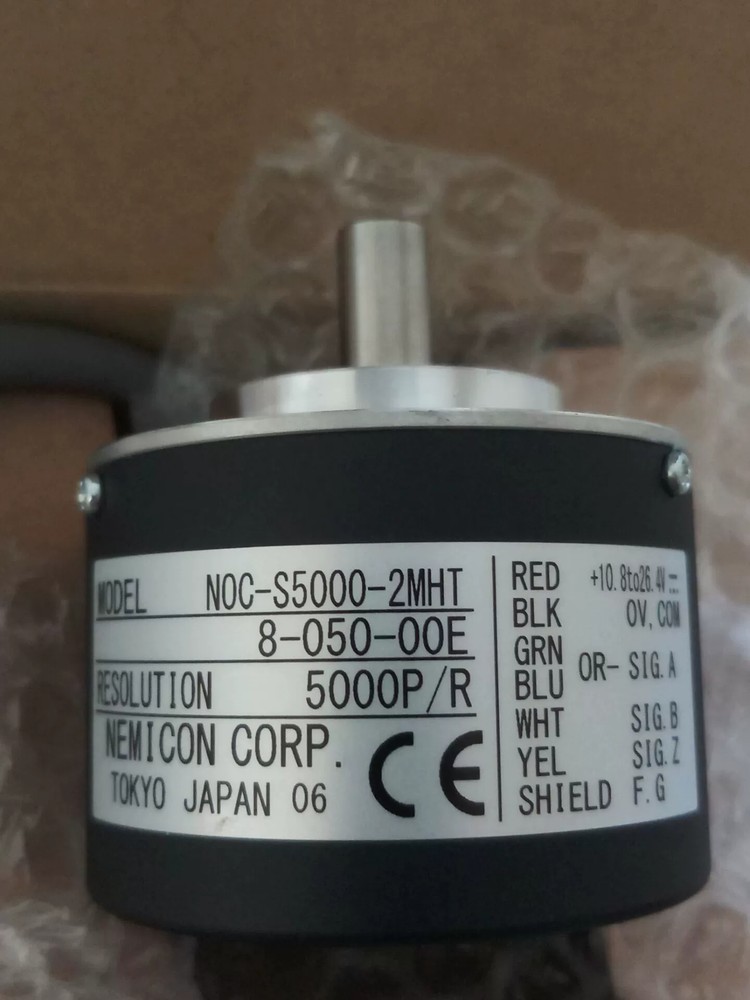 MODEL NOC-S5000-2MHT
8-050-00E
RESOLUTION 5000P/R
NEMICON CORP.
TOKYO JAPAN 06
CE
RED +10.8to26.4V⎓
BLK 0V,COM
GRN
BLU OR- SIG.A
WHT SIG.B
YEL SIG.Z
SHIELD F.G